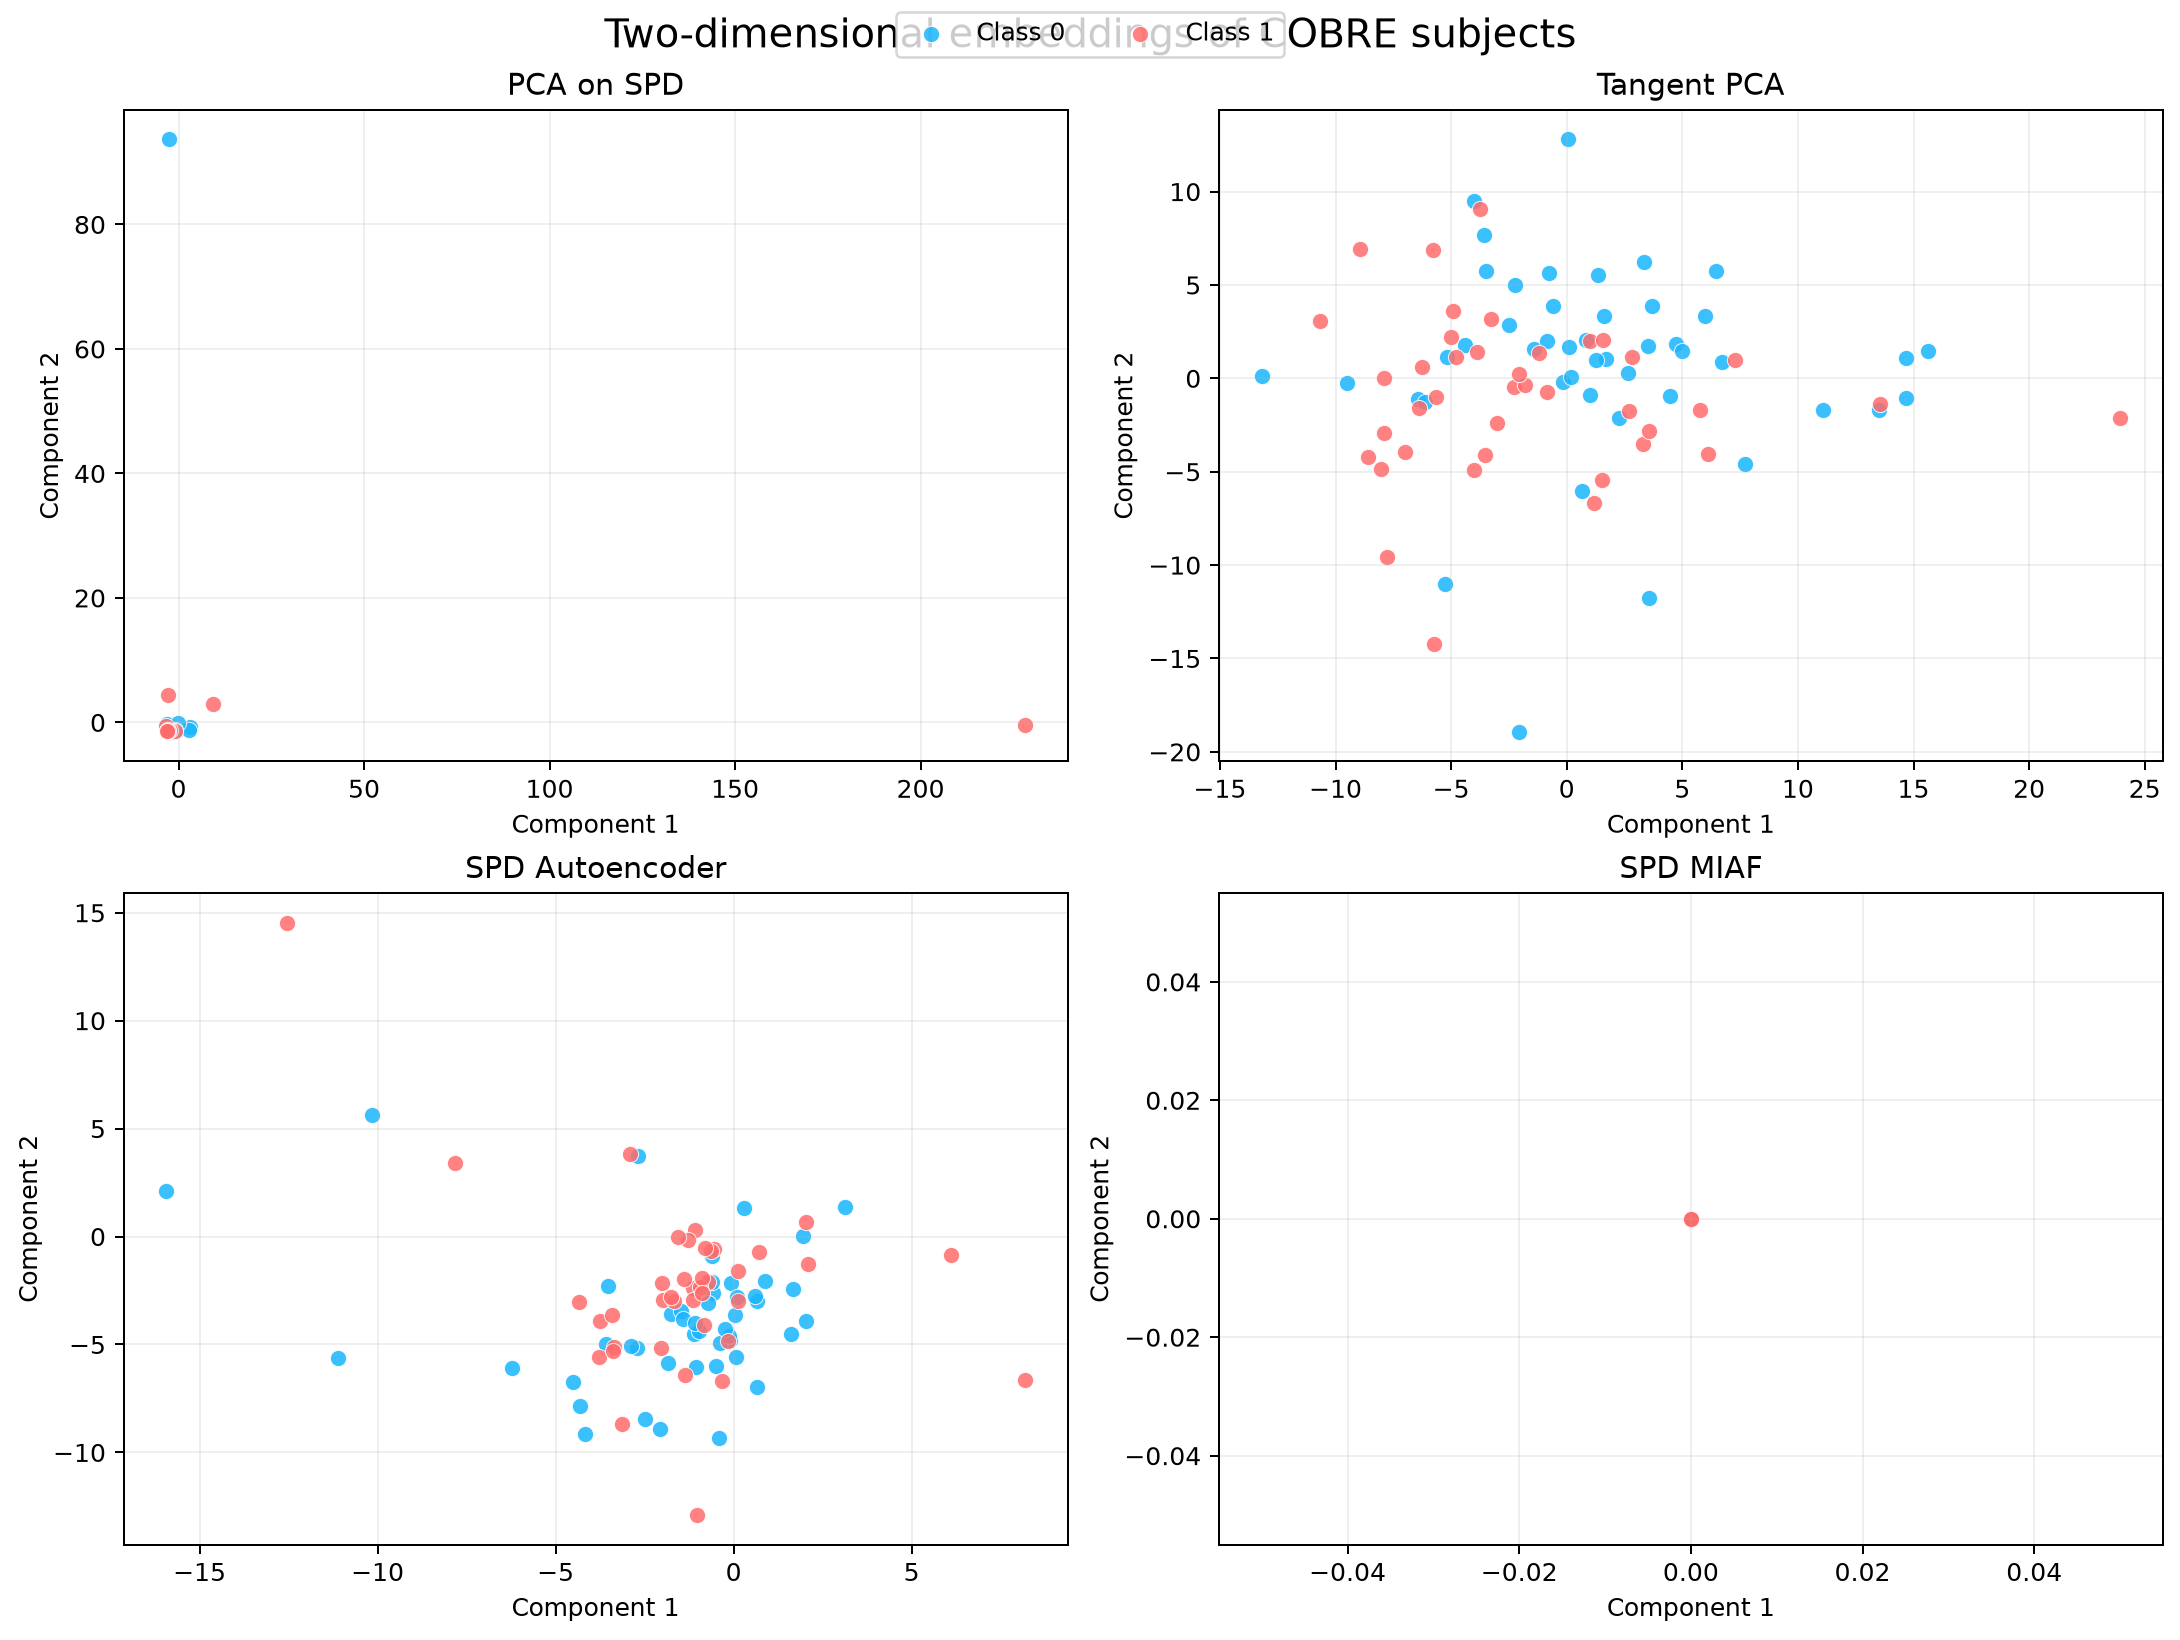 Two-dimensional embeddings of COBRE subjects
Class 0 Class 1
PCA on SPD
Component 2
80
60
40
20
0
0 50 100 150 200
Component 1
Tangent PCA
Component 2
10
5
0
−5
−10
−15
−20
−15 −10 −5 0 5 10 15 20 25
Component 1
SPD Autoencoder
Component 2
15
10
5
0
−5
−10
−15 −10 −5 0 5
Component 1
SPD MIAF
Component 2
0.04
0.02
0.00
−0.02
−0.04
−0.04 −0.02 0.00 0.02 0.04
Component 1